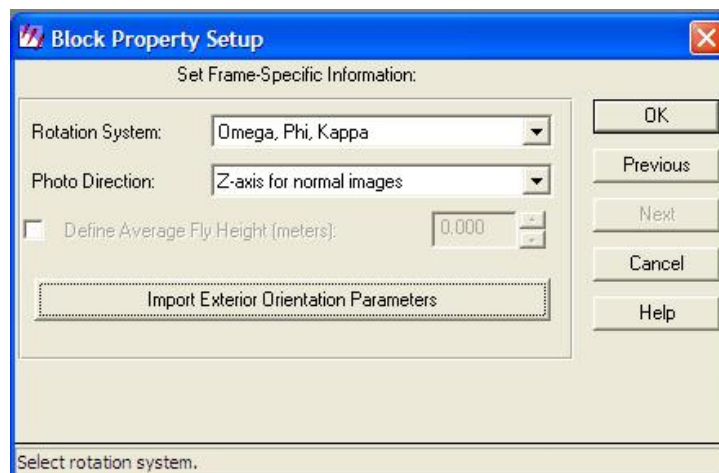 Block Property Setup
Set Frame-Specific Information:
Rotation System:
Omega, Phi, Kappa
Photo Direction:
Z-axis for normal images
Define Average Fly Height (meters):
0.000
Import Exterior Orientation Parameters
OK
Previous
Next
Cancel
Help
Select rotation system.